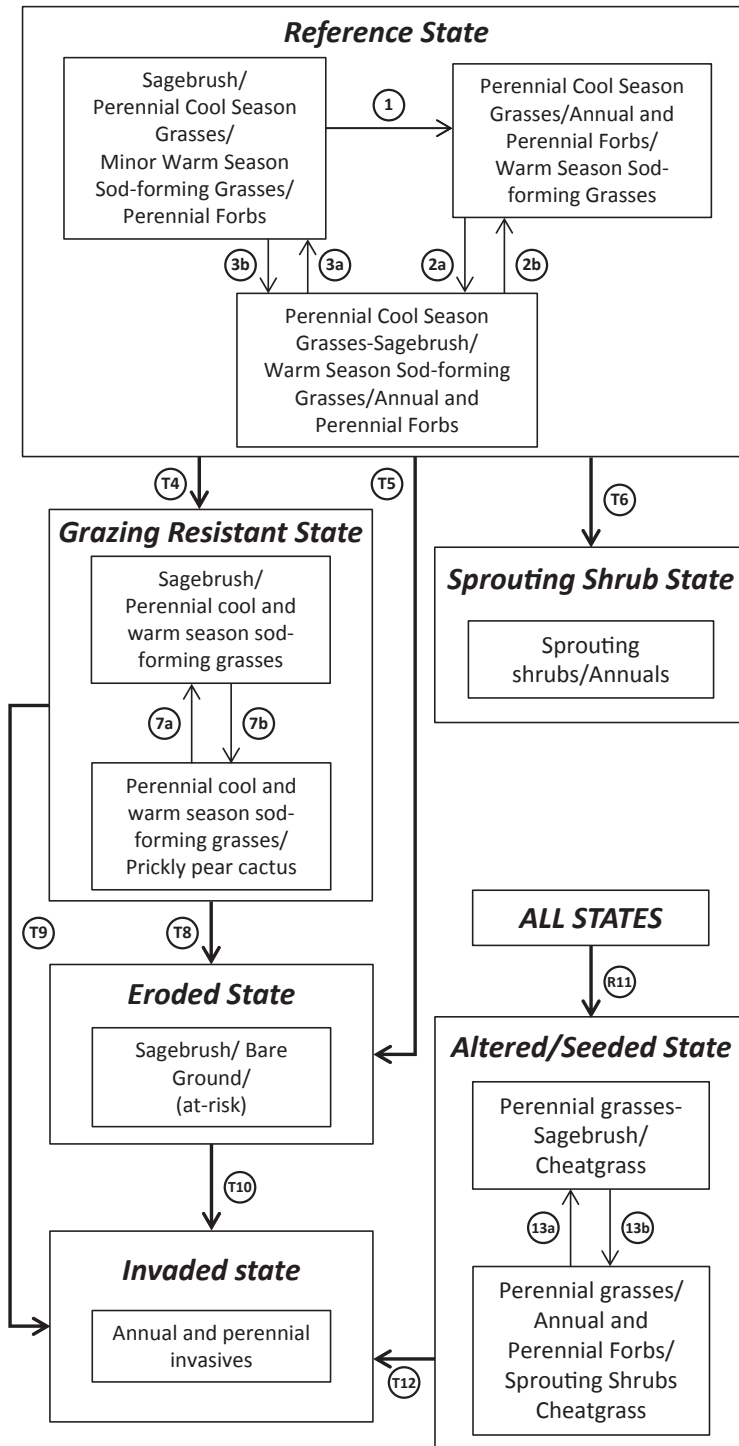 Reference State
Sagebrush/
Perennial Cool Season
Grasses/
Minor Warm Season
Sod-forming Grasses/
Perennial Forbs
1
Perennial Cool Season
Grasses/Annual and
Perennial Forbs/
Warm Season Sod-
forming Grasses
3b
3a
2a
2b
Perennial Cool Season
Grasses-Sagebrush/
Warm Season Sod-forming
Grasses/Annual and
Perennial Forbs
T4
T5
T6
Grazing Resistant State
Sagebrush/
Perennial cool and
warm season sod-
forming grasses
7a
7b
Perennial cool and
warm season sod-
forming grasses/
Prickly pear cactus
Sprouting Shrub State
Sprouting
shrubs/Annuals
T9
T8
ALL STATES
R11
Eroded State
Sagebrush/ Bare
Ground/
(at-risk)
T10
Altered/Seeded State
Perennial grasses-
Sagebrush/
Cheatgrass
13a
13b
Perennial grasses/
Annual and
Perennial Forbs/
Sprouting Shrubs
Cheatgrass
Invaded state
Annual and perennial
invasives
T12